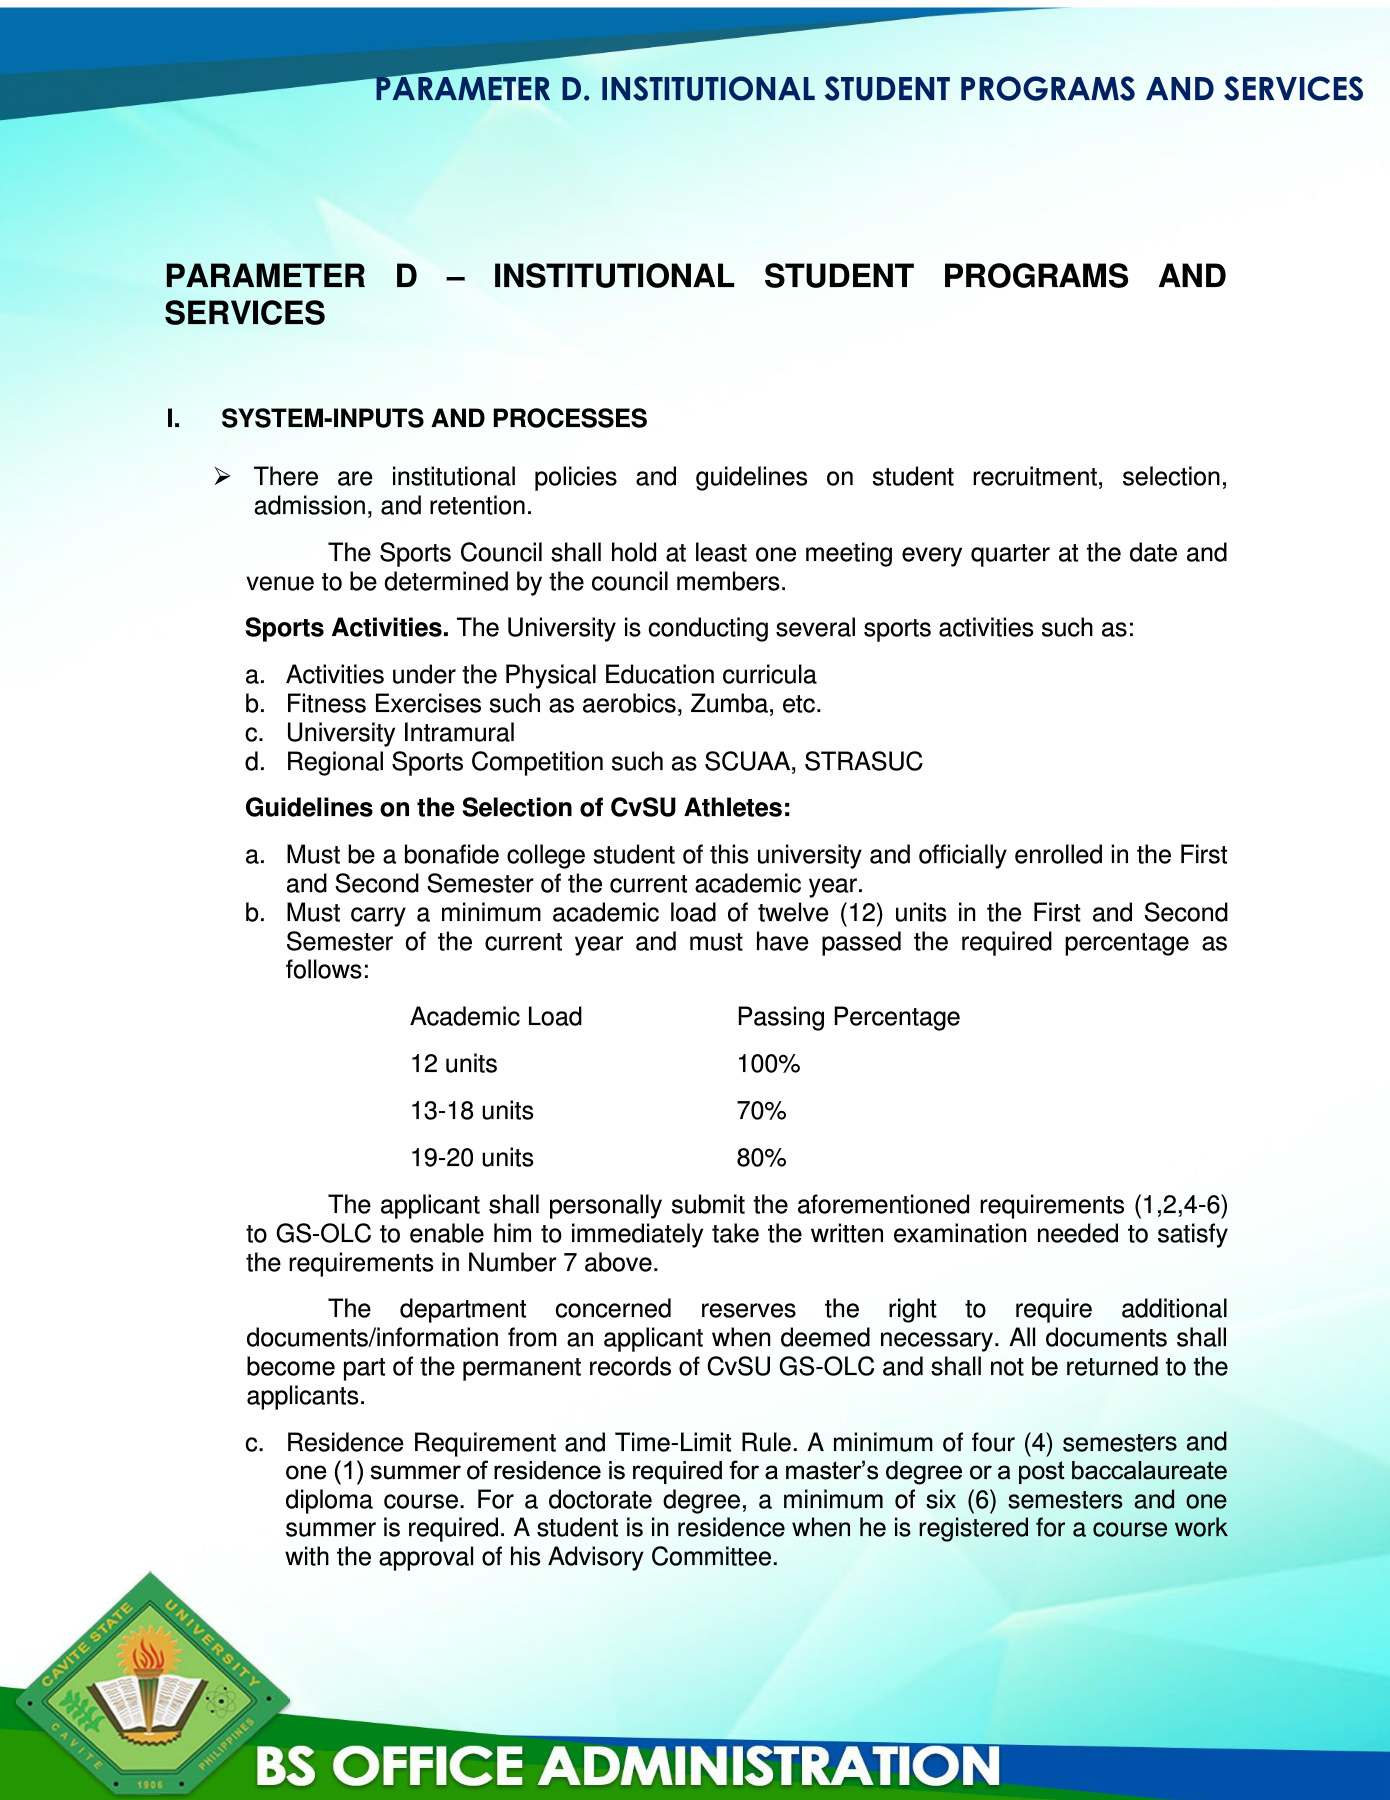 PARAMETER D. INSTITUTIONAL STUDENT PROGRAMS AND SERVICES
PARAMETER D – INSTITUTIONAL STUDENT PROGRAMS AND
SERVICES
I. SYSTEM-INPUTS AND PROCESSES
➢ There are institutional policies and guidelines on student recruitment, selection,
admission, and retention.
The Sports Council shall hold at least one meeting every quarter at the date and
venue to be determined by the council members.
Sports Activities. The University is conducting several sports activities such as:
a. Activities under the Physical Education curricula
b. Fitness Exercises such as aerobics, Zumba, etc.
c. University Intramural
d. Regional Sports Competition such as SCUAA, STRASUC
Guidelines on the Selection of CvSU Athletes:
a. Must be a bonafide college student of this university and officially enrolled in the First
and Second Semester of the current academic year.
b. Must carry a minimum academic load of twelve (12) units in the First and Second
Semester of the current year and must have passed the required percentage as
follows:
Academic Load Passing Percentage
12 units 100%
13-18 units 70%
19-20 units 80%
The applicant shall personally submit the aforementioned requirements (1,2,4-6)
to GS-OLC to enable him to immediately take the written examination needed to satisfy
the requirements in Number 7 above.
The department concerned reserves the right to require additional
documents/information from an applicant when deemed necessary. All documents shall
become part of the permanent records of CvSU GS-OLC and shall not be returned to the
applicants.
c. Residence Requirement and Time-Limit Rule. A minimum of four (4) semesters and
one (1) summer of residence is required for a master’s degree or a post baccalaureate
diploma course. For a doctorate degree, a minimum of six (6) semesters and one
summer is required. A student is in residence when he is registered for a course work
with the approval of his Advisory Committee.
CAVITE STATE UNIVERSITY
CAVITE 1906 PHILIPPINES
BS OFFICE ADMINISTRATION